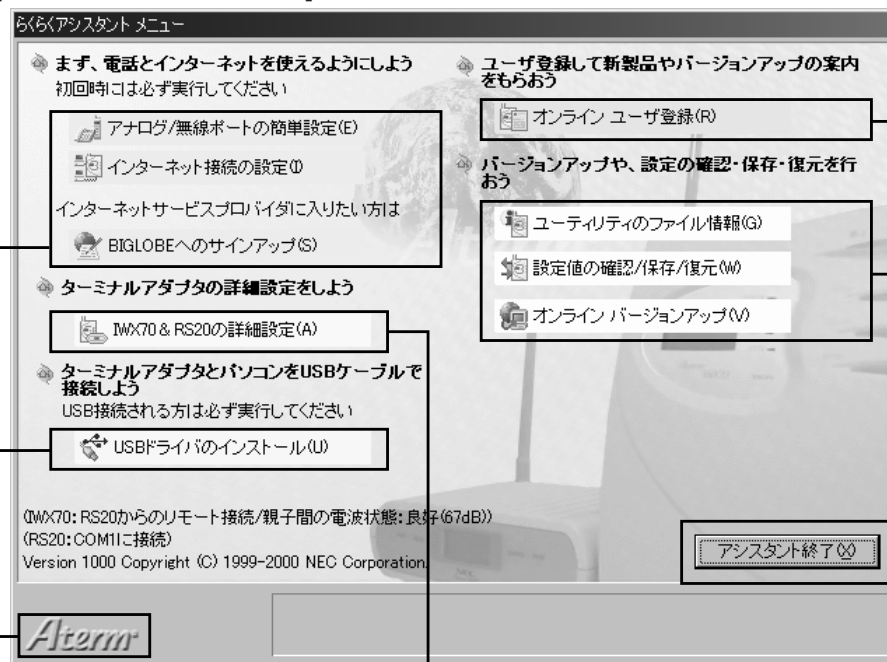 らくらくアシスタント メニュー
まず、電話とインターネットを使えるようにしよう
初回時には必ず実行してください
アナログ/無線ポートの簡単設定(E)
インターネット接続の設定(I)
インターネットサービスプロバイダに入りたい方は
BIGLOBEへのサインアップ(S)
ターミナルアダプタの詳細設定をしよう
IWX70 & RS20の詳細設定(A)
ターミナルアダプタとパソコンをUSBケーブルで
接続しよう
USB接続される方は必ず実行してください
USBドライバのインストール(U)
ユーザ登録して新製品やバージョンアップの案内
をもらおう
オンライン ユーザ登録(R)
バージョンアップや、設定の確認・保存・復元を行
おう
ユーティリティのファイル情報(G)
設定値の確認/保存/復元(W)
オンライン バージョンアップ(V)
(IWX70: RS20からのリモート接続/親子間の電波状態: 良好(67dB))
(RS20: COM1に接続)
Version 1000 Copyright (C) 1999-2000 NEC Corporation.
アシスタント終了(X)
Aterm